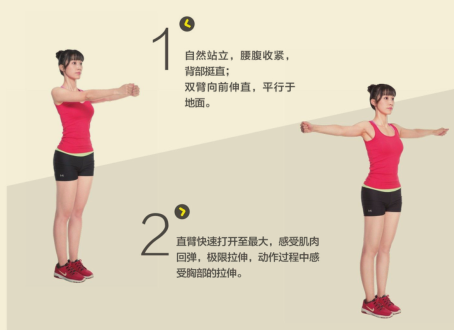 1
自然站立，腰腹收紧，
背部挺直；
双臂向前伸直，平行于
地面。
2
直臂快速打开至最大，感受肌肉
回弹，极限拉伸，动作过程中感
受胸部的拉伸。